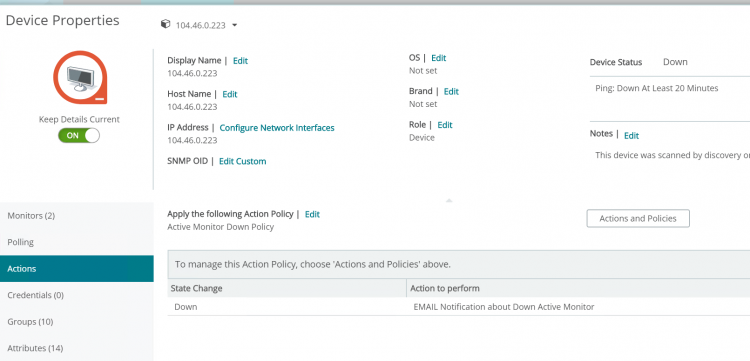 Device Properties
104.46.0.223
Keep Details Current
ON
Display Name | Edit
104.46.0.223
Host Name | Edit
104.46.0.223
IP Address | Configure Network Interfaces
104.46.0.223
SNMP OID | Edit Custom
OS | Edit
Not set
Brand | Edit
Not set
Role | Edit
Device
Device Status Down
Ping: Down At Least 20 Minutes
Notes | Edit
This device was scanned by discovery
Monitors (2)
Polling
Actions
Credentials (0)
Groups (10)
Attributes (14)
Apply the following Action Policy | Edit
Active Monitor Down Policy
Actions and Policies
To manage this Action Policy, choose 'Actions and Policies' above.
State Change Action to perform
Down EMAIL Notification about Down Active Monitor